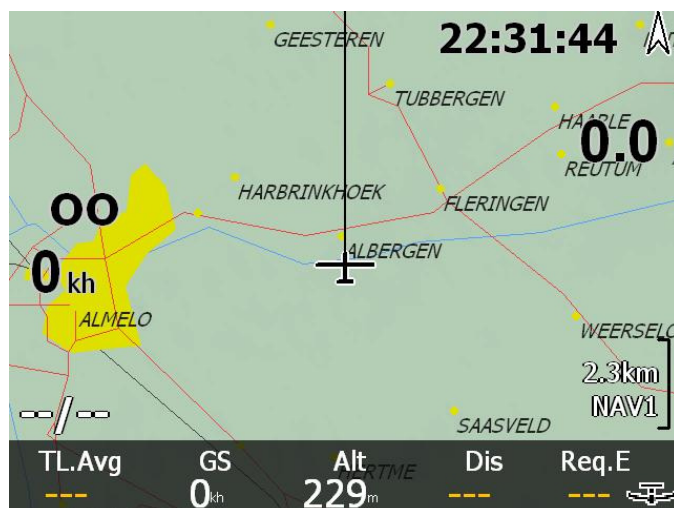 GEESTEREN
22:31:44
TUBBERGEN
HAARLE
0.0
REUTUM
HARBRINKHOEK
FLERINGEN
oo
ALBERGEN
0 kh
ALMELO
WEERSELO
2.3km
NAV1
--/--
SAASVELD
HERTME
TL.Avg GS Alt Dis Req.E
--- 0kh 229m --- ---